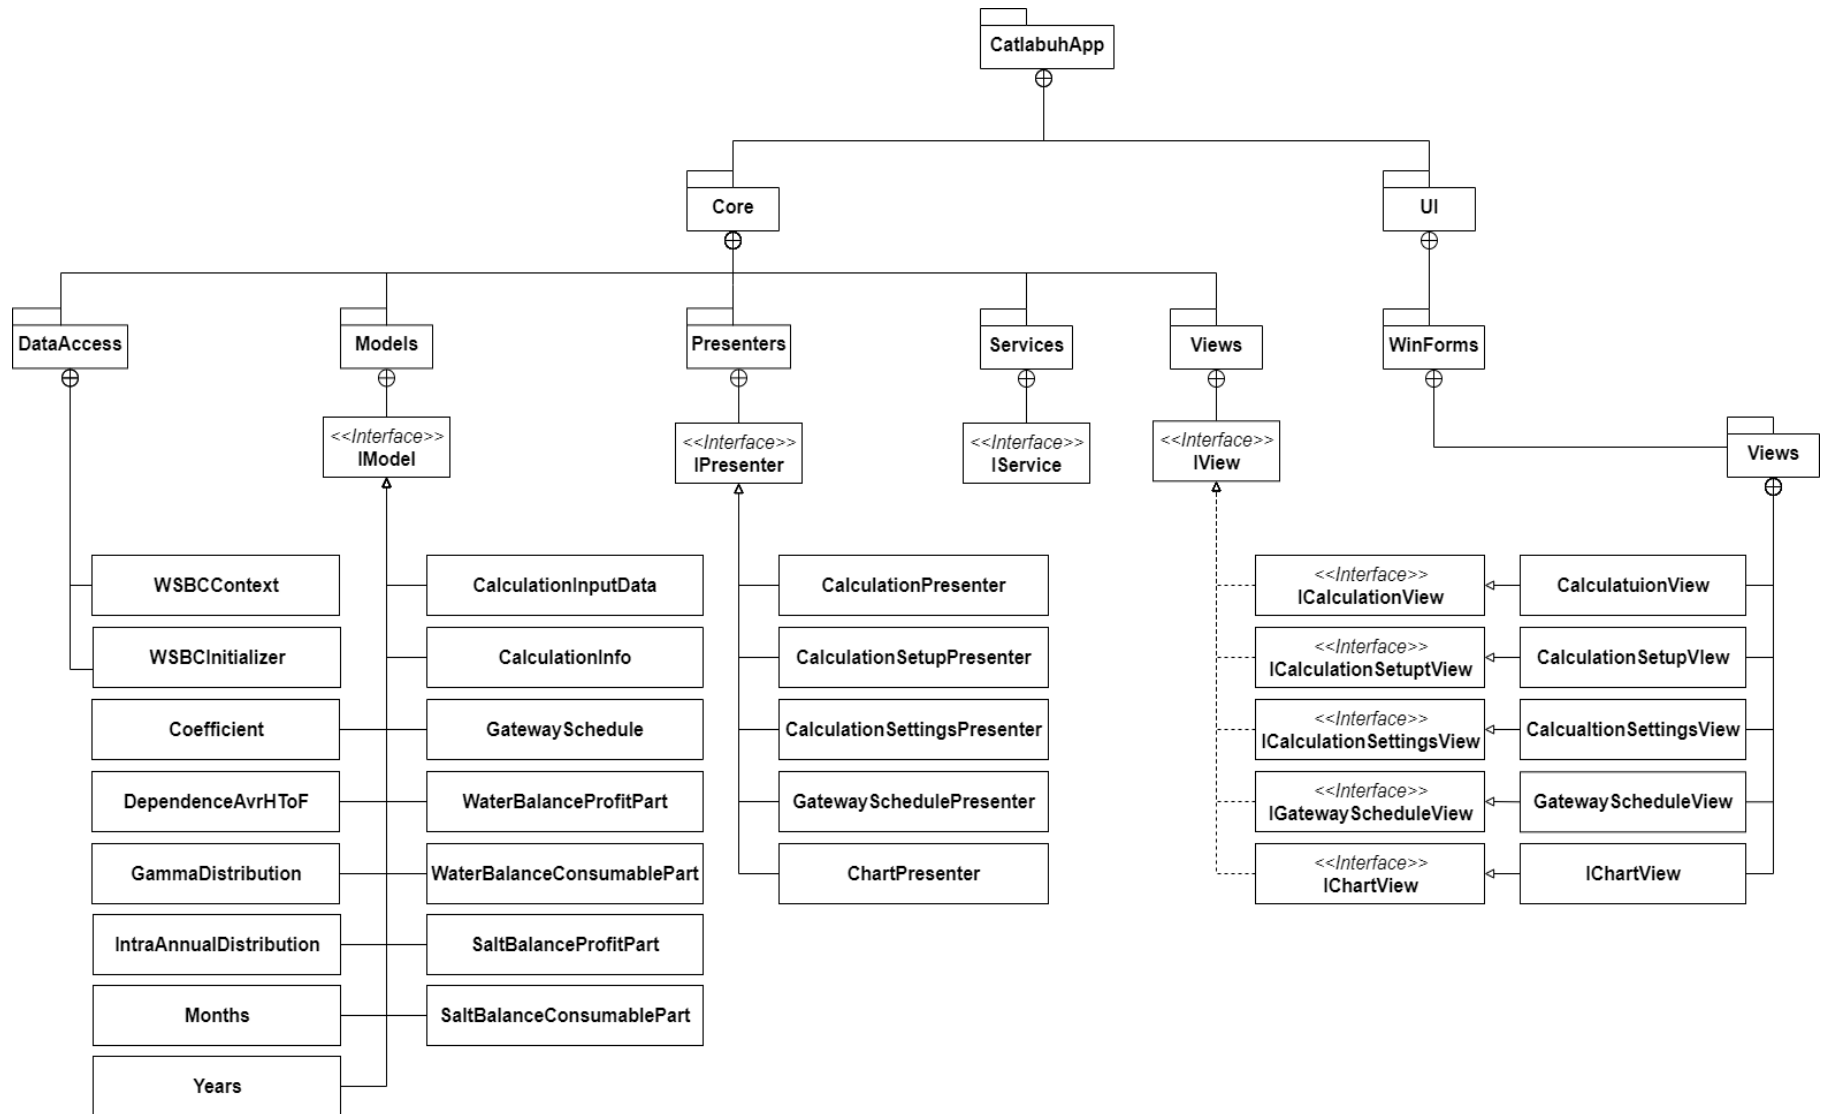 CatlabuhApp
Core
UI
DataAccess
Models
Presenters
Services
Views
WinForms
<<Interface>>
IModel
<<Interface>>
IPresenter
<<Interface>>
IService
<<Interface>>
IView
Views
WSBCContext
CalculationInputData
CalculationPresenter
<<Interface>>
ICalculationView
CalculatuionView
WSBCInitializer
CalculationInfo
CalculationSetupPresenter
<<Interface>>
ICalculationSetuptView
CalculationSetupVIew
Coefficient
GatewaySchedule
CalculationSettingsPresenter
<<Interface>>
ICalculationSettingsView
CalcualtionSettingsView
DependenceAvrHToF
WaterBalanceProfitPart
GatewaySchedulePresenter
<<Interface>>
IGatewayScheduleView
GatewayScheduleView
GammaDistribution
WaterBalanceConsumablePart
ChartPresenter
<<Interface>>
IChartView
IChartView
IntraAnnualDistribution
SaltBalanceProfitPart
Months
SaltBalanceConsumablePart
Years